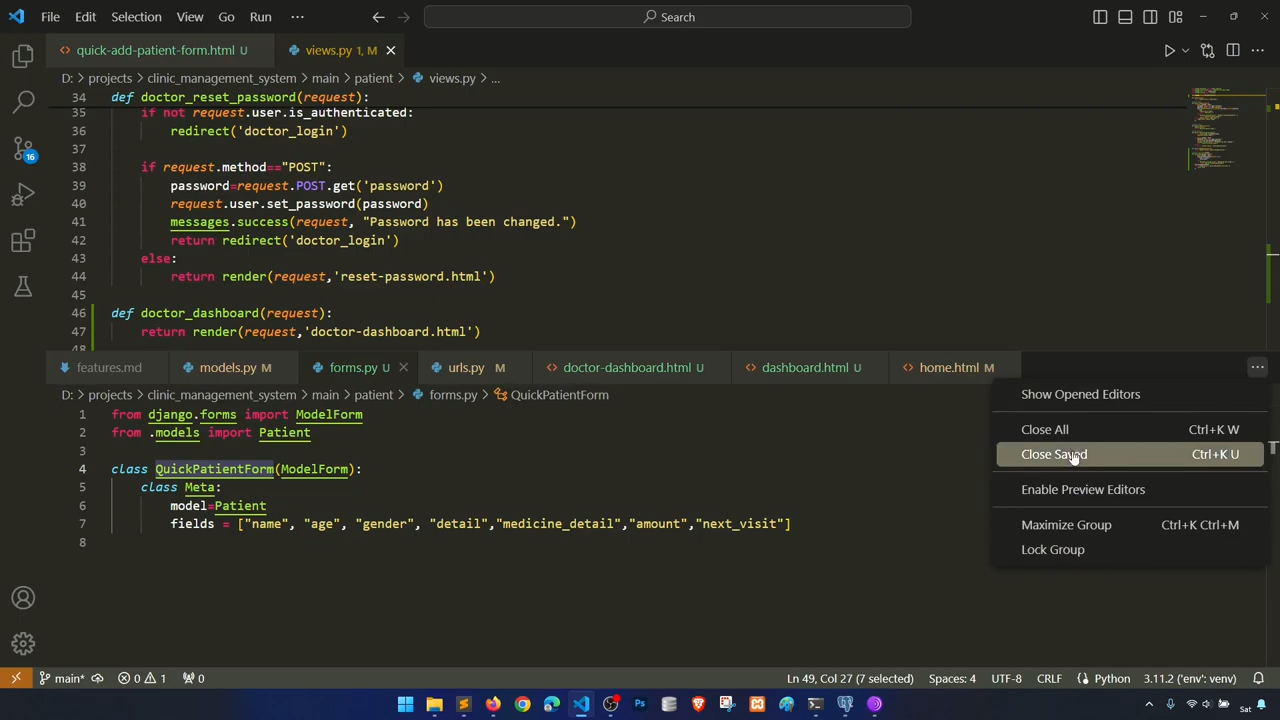 File Edit Selection View Go Run ··· Search
quick-add-patient-form.html U views.py 1, M
D: > projects > clinic_management_system > main > patient > views.py > ...
34 def doctor_reset_password(request):
35 if not request.user.is_authenticated:
36 redirect('doctor_login')
37
38 if request.method=="POST":
39 password=request.POST.get('password')
40 request.user.set_password(password)
41 messages.success(request, "Password has been changed.")
42 return redirect('doctor_login')
43 else:
44 return render(request,'reset-password.html')
45
46 def doctor_dashboard(request):
47 return render(request,'doctor-dashboard.html')
48
features.md models.py M forms.py U urls.py M doctor-dashboard.html U dashboard.html U home.html M
D: > projects > clinic_management_system > main > patient > forms.py > QuickPatientForm
1 from django.forms import ModelForm
2 from .models import Patient
3
4 class QuickPatientForm(ModelForm):
5 class Meta:
6 model=Patient
7 fields = ["name", "age", "gender", "detail","medicine_detail","amount","next_visit"]
8
Show Opened Editors
Close All Ctrl+K W
Close Saved Ctrl+K U
Enable Preview Editors
Maximize Group Ctrl+K Ctrl+M
Lock Group
16
main* 0 1 0 Ln 49, Col 27 (7 selected) Spaces: 4 UTF-8 CRLF Python 3.11.2 ('env': venv)
Ps Sat